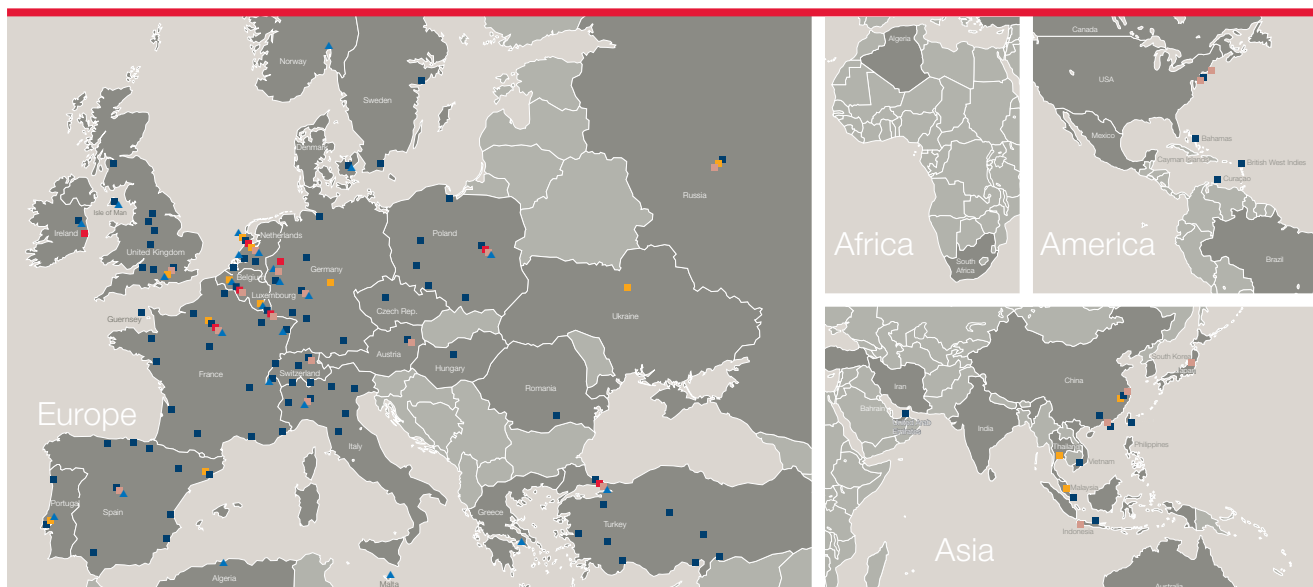 Norway
Sweden
Denmark
Russia
Isle of Man
Ireland
United Kingdom
Netherlands
Poland
Germany
Belgium
Luxembourg
Guernsey
Czech Rep.
Ukraine
Austria
France
Switzerland
Hungary
Romania
Europe
Italy
Portugal
Spain
Greece
Turkey
Algeria
Malta
Algeria
Africa
South
Africa
Canada
USA
Mexico
Bahamas
Cayman Islands
British West Indies
Curaçao
America
Brazil
South Korea
Japan
Iran
China
Bahrain
United Arab
Emirates
India
Thailand
Philippines
Vietnam
Malaysia
Indonesia
Asia
Australia